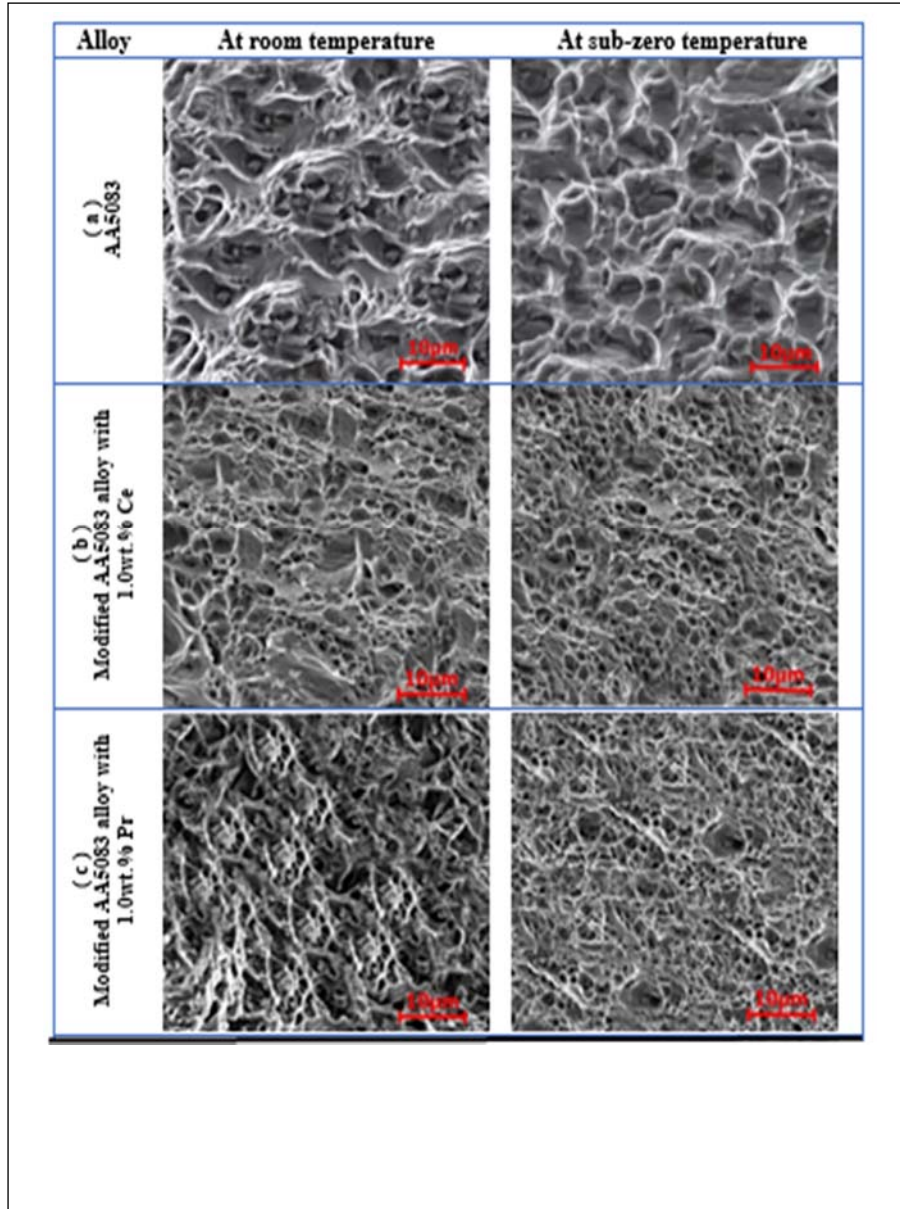 Alloy At room temperature At sub-zero temperature
(a)
AA5083
10µm 10µm
(b)
Modified AA5083 alloy with
1.0wt.% Ce
10µm 10µm
(c)
Modified AA5083 alloy with
1.0wt.% Pr
10µm 10µm